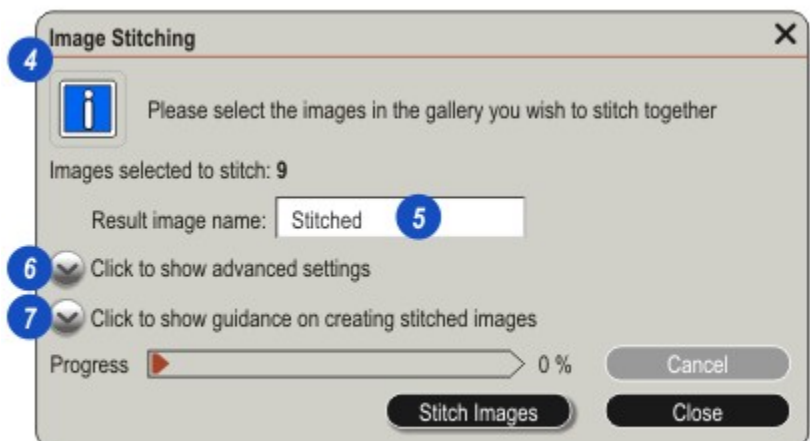 Image Stitching
4
Please select the images in the gallery you wish to stitch together
Images selected to stitch: 9
Result image name: Stitched 5
6 Click to show advanced settings
7 Click to show guidance on creating stitched images
Progress 0 % Cancel
Stitch Images Close